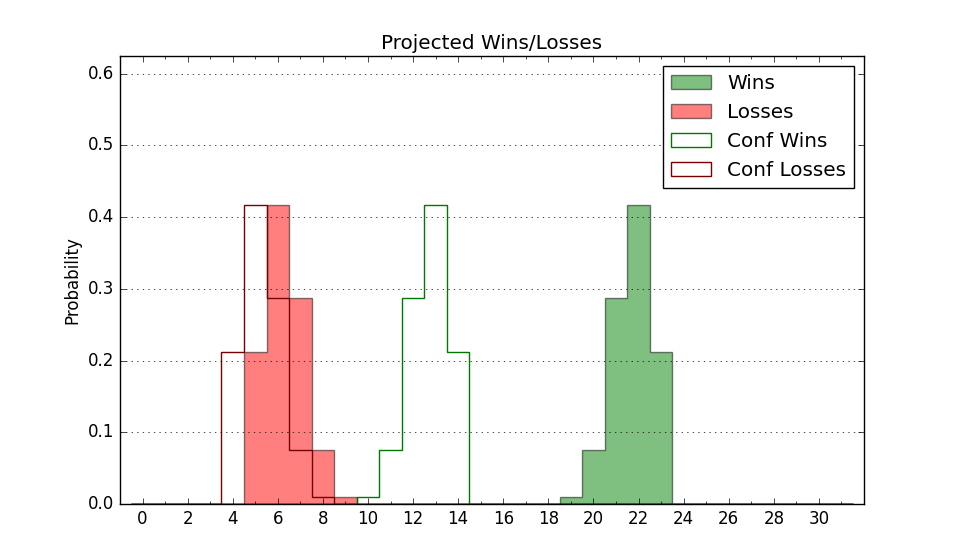 Projected Wins/Losses
Wins
Losses
Conf Wins
Conf Losses
Probability
0.6
0.5
0.4
0.3
0.2
0.1
0.0
0 2 4 6 8 10 12 14 16 18 20 22 24 26 28 30